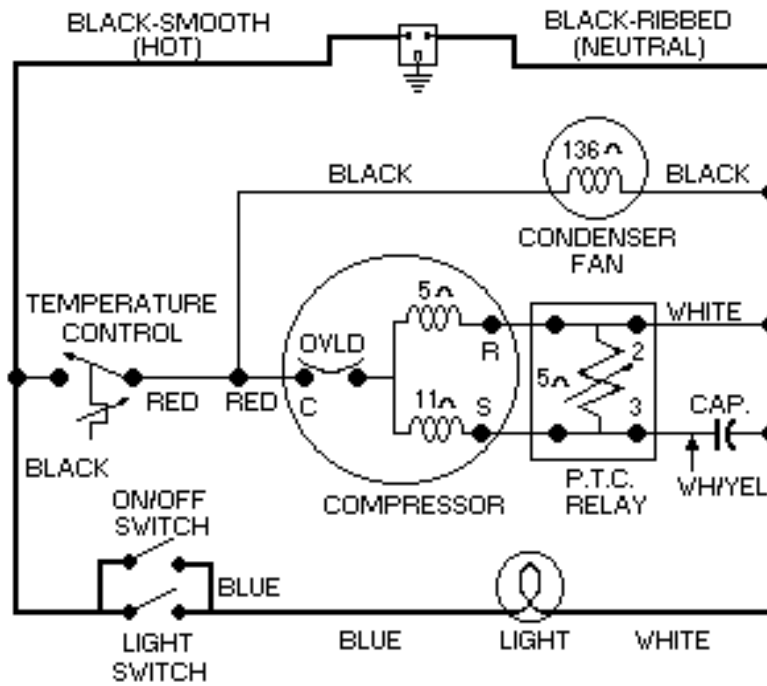 BLACK-SMOOTH
(HOT)
BLACK-RIBBED
(NEUTRAL)
136
BLACK
BLACK
CONDENSER
FAN
TEMPERATURE
CONTROL
5
OVLD
WHITE
R
2
5
RED
RED
C
11
S
3
CAP.
BLACK
COMPRESSOR
P.T.C.
RELAY
WH/YEL
ON/OFF
SWITCH
BLUE
LIGHT
SWITCH
BLUE
LIGHT
WHITE